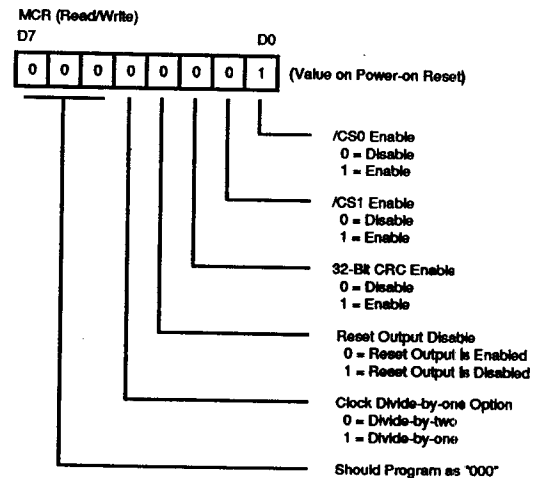 MCR (Read/Write)
D7 D0
0 0 0 0 0 0 0 1 (Value on Power-on Reset)
/CS0 Enable
0 = Disable
1 = Enable
/CS1 Enable
0 = Disable
1 = Enable
32-Bit CRC Enable
0 = Disable
1 = Enable
Reset Output Disable
0 = Reset Output Is Enabled
1 = Reset Output Is Disabled
Clock Divide-by-one Option
0 = Divide-by-two
1 = Divide-by-one
Should Program as "000"